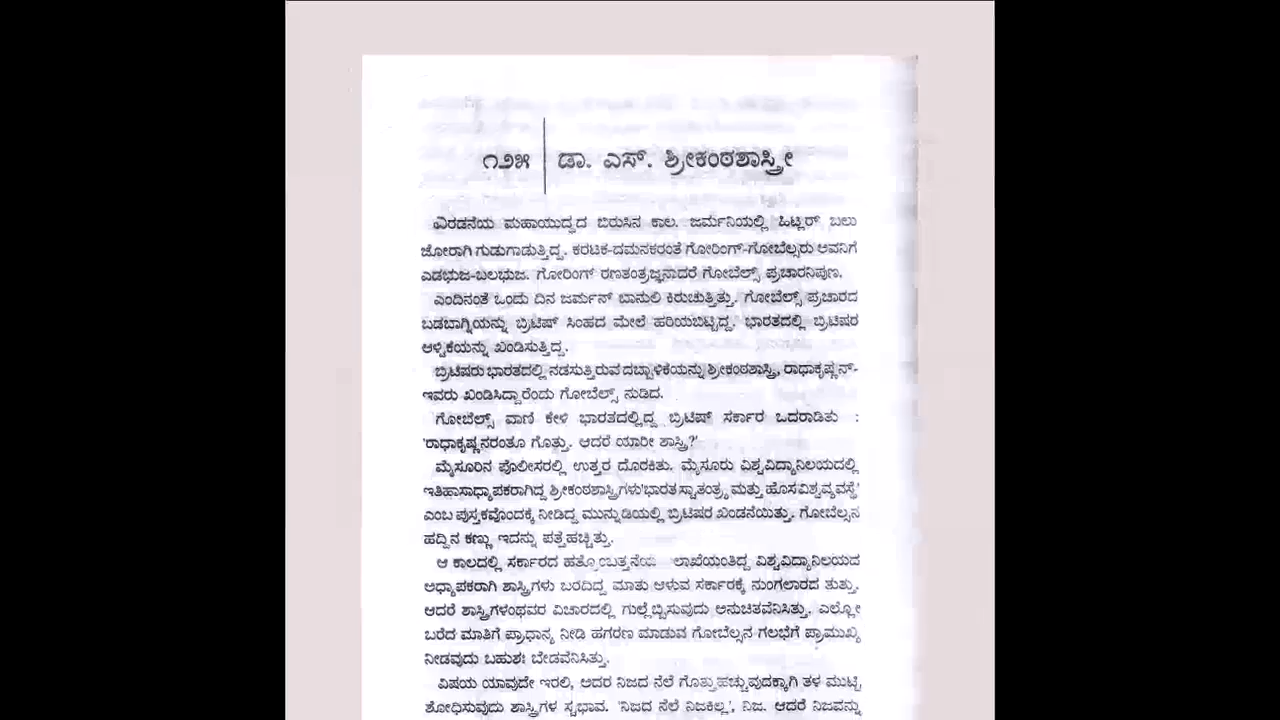 ೧೨೫ ಡಾ. ಎಸ್. ಶ್ರೀಕಂಠಶಾಸ್ತ್ರೀ
ಎರಡನೆಯ ಮಹಾಯುದ್ಧದ ಬಿರುಸಿನ ಕಾಲ. ಜರ್ಮನಿಯಲ್ಲಿ ಹಿಟ್ಲರ್ ಬಲು
ಜೋರಾಗಿ ಗುಡುಗಾಡುತ್ತಿದ್ದ. ಕರಟಕ-ದಮನಕರಂತೆ ಗೋರಿಂಗ್-ಗೋಬೆಲ್ಸರು ಅವನಿಗೆ
ಎಡಭುಜ-ಬಲಭುಜ. ಗೋರಿಂಗ್ ರಣತಂತ್ರಜ್ಞನಾದರೆ ಗೋಬೆಲ್ಸ್ ಪ್ರಚಾರನಿಪುಣ.
ಎಂದಿನಂತೆ ಒಂದು ದಿನ ಜರ್ಮನ್ ಬಾನುಲಿ ಕಿರುಚುತ್ತಿತ್ತು. ಗೋಬೆಲ್ಸ್ ಪ್ರಚಾರದ
ಬಡಬಾಗ್ನಿಯನ್ನು ಬ್ರಿಟಿಷ್ ಸಿಂಹದ ಮೇಲೆ ಹರಿಯಬಿಟ್ಟಿದ್ದ. ಭಾರತದಲ್ಲಿ ಬ್ರಿಟಿಷರ
ಆಳ್ವಿಕೆಯನ್ನು ಖಂಡಿಸುತ್ತಿದ್ದ.
ಬ್ರಿಟಿಷರು ಭಾರತದಲ್ಲಿ ನಡಸುತ್ತಿರುವ ದಬ್ಬಾಳಿಕೆಯನ್ನು ಶ್ರೀಕಂಠಶಾಸ್ತ್ರಿ, ರಾಧಾಕೃಷ್ಣನ್-
ಇವರು ಖಂಡಿಸಿದ್ದಾರೆಂದು ಗೋಬೆಲ್ಸ್ ನುಡಿದ.
ಗೋಬೆಲ್ಸ್ ವಾಣಿ ಕೇಳಿ ಭಾರತದಲ್ಲಿದ್ದ ಬ್ರಿಟಿಷ್ ಸರ್ಕಾರ ಒದರಾಡಿತು :
'ರಾಧಾಕೃಷ್ಣನರಂತೂ ಗೊತ್ತು. ಆದರೆ ಯಾರೀ ಶಾಸ್ತ್ರಿ?'
ಮೈಸೂರಿನ ಪೊಲೀಸರಲ್ಲಿ ಉತ್ತರ ದೊರಕಿತು. ಮೈಸೂರು ವಿಶ್ವವಿದ್ಯಾನಿಲಯದಲ್ಲಿ
ಇತಿಹಾಸಾಧ್ಯಾಪಕರಾಗಿದ್ದ ಶ್ರೀಕಂಠಶಾಸ್ತ್ರಿಗಳು 'ಭಾರತ ಸ್ವಾತಂತ್ರ್ಯ ಮತ್ತು ಹೊಸ ವಿಶ್ವವ್ಯವಸ್ಥೆ'
ಎಂಬ ಪುಸ್ತಕವೊಂದಕ್ಕೆ ನೀಡಿದ್ದ ಮುನ್ನುಡಿಯಲ್ಲಿ ಬ್ರಿಟಿಷರ ಖಂಡನೆಯಿತ್ತು. ಗೋಬೆಲ್ಸನ
ಹದ್ದಿನ ಕಣ್ಣು ಇದನ್ನು ಪತ್ತೆಹಚ್ಚಿತ್ತು.
ಆ ಕಾಲದಲ್ಲಿ ಸರ್ಕಾರದ ಹತ್ತೊಂಬತ್ತನೆಯ ಲಾಖೆಯಂತಿದ್ದ ವಿಶ್ವವಿದ್ಯಾನಿಲಯದ
ಅಧ್ಯಾಪಕರಾಗಿ ಶಾಸ್ತ್ರಿಗಳು ಬರೆದಿದ್ದ ಮಾತು ಆಳುವ ಸರ್ಕಾರಕ್ಕೆ ನುಂಗಲಾರದ ತುತ್ತು.
ಆದರೆ ಶಾಸ್ತ್ರಿಗಳಂಥವರ ವಿಚಾರದಲ್ಲಿ ಗುಲ್ಲೆಬ್ಬಿಸುವುದು ಅನುಚಿತವೆನಿಸಿತ್ತು. ಎಲ್ಲೋ
ಬರೆದ ಮಾತಿಗೆ ಪ್ರಾಧಾನ್ಯ ನೀಡಿ ಹಗರಣ ಮಾಡುವ ಗೋಬೆಲ್ಸನ ಗಲಭೆಗೆ ಪ್ರಾಮುಖ್ಯ
ನೀಡವುದು ಬಹುಶಃ ಬೇಡವೆನಿಸಿತ್ತು.
ವಿಷಯ ಯಾವುದೇ ಇರಲಿ, ಅದರ ನಿಜದ ನೆಲೆ ಗೊತ್ತುಹಚ್ಚುವುದಕ್ಕಾಗಿ ತಳ ಮುಟ್ಟಿ
ಶೋಧಿಸುವುದು ಶಾಸ್ತ್ರಿಗಳ ಸ್ವಭಾವ. 'ನಿಜದ ನೆಲೆ ನಿಜಕಿಲ್ಲ', ನಿಜ. ಆದರೆ ನಿಜವನ್ನು